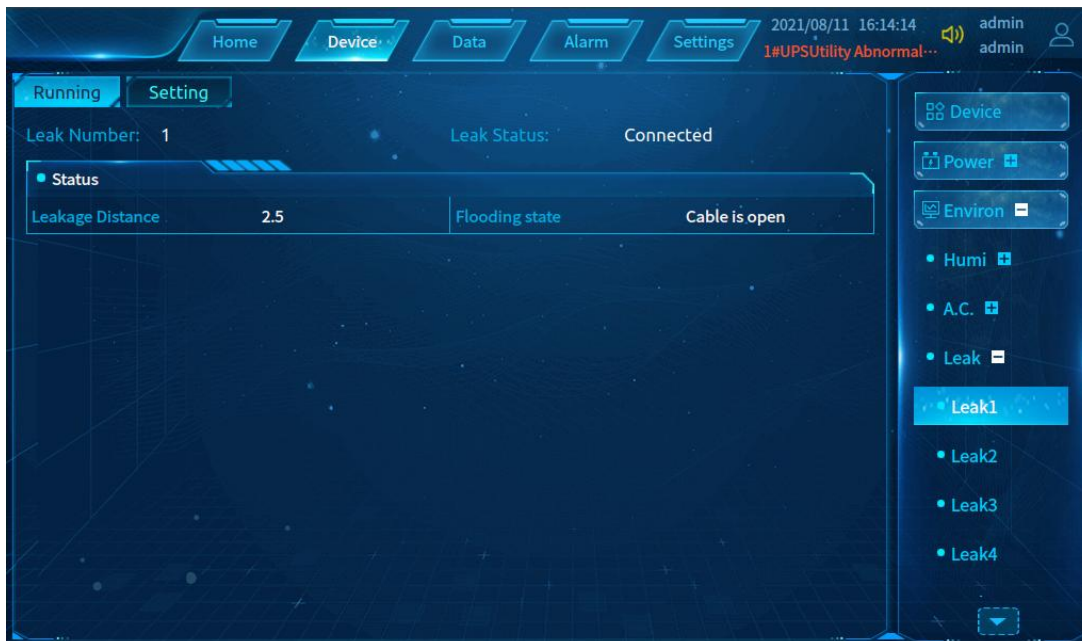 Home Device Data Alarm Settings
2021/08/11 16:14:14
1#UPSUtility Abnormal...
admin
admin
Running Setting
Leak Number: 1 Leak Status: Connected
Status
Leakage Distance 2.5 Flooding state Cable is open
Device
Power
Environ
Humi
A.C.
Leak
Leak1
Leak2
Leak3
Leak4